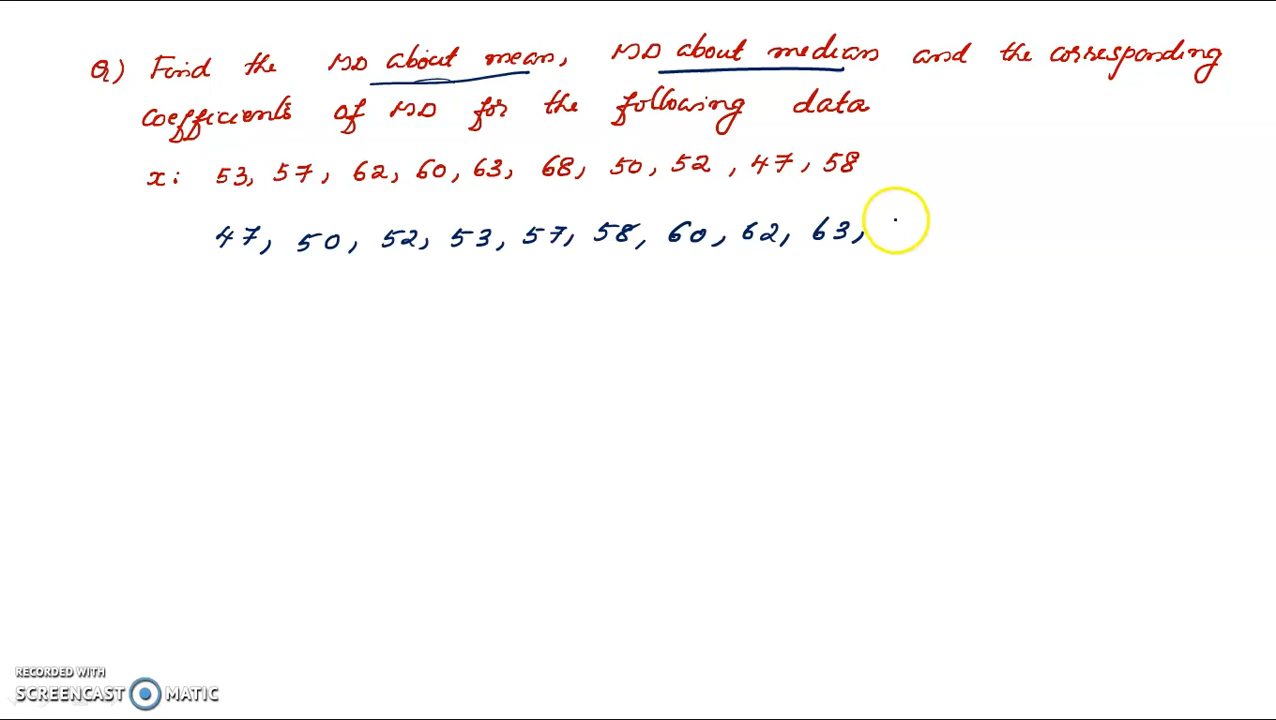 Q) Find the MD about mean, MD about median and the corresponding
coefficients of MD for the following data
x: 53, 57, 62, 60, 63, 68, 50, 52, 47, 58
47, 50, 52, 53, 57, 58, 60, 62, 63,
RECORDED WITH
SCREENCAST MATIC